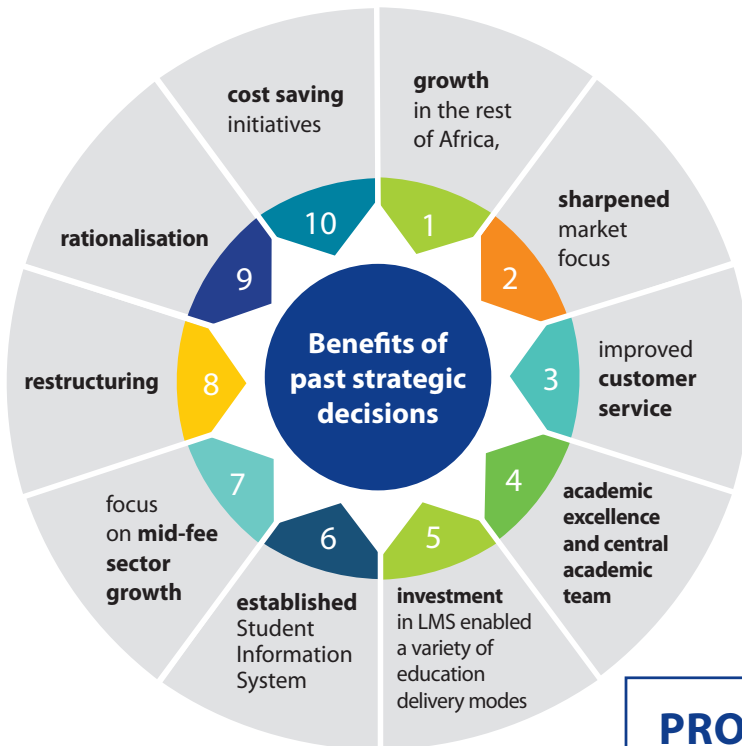 Benefits of
past strategic
decisions
1
growth
in the rest
of Africa,
2
sharpened
market
focus
3
improved
customer
service
4
academic
excellence
and central
academic
team
5
investment
in LMS enabled
a variety of
education
delivery modes
6
established
Student
Information
System
7
focus
on mid-fee
sector
growth
8
restructuring
9
rationalisation
10
cost saving
initiatives
PRO